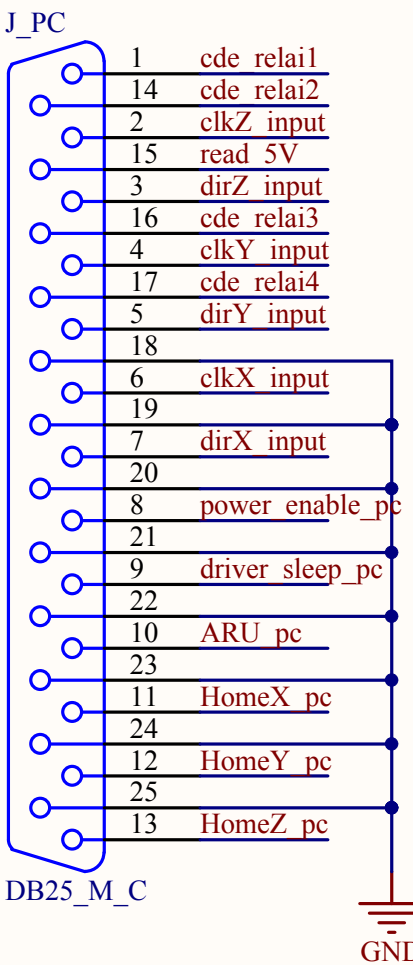 J_PC
1 cde_relai1
14 cde_relai2
2 clkZ_input
15 read_5V
3 dirZ_input
16 cde_relai3
4 clkY_input
17 cde_relai4
5 dirY_input
18
6 clkX_input
19
7 dirX_input
20
8 power_enable_pc
21
9 driver_sleep_pc
22
10 ARU_pc
23
11 HomeX_pc
24
12 HomeY_pc
25
13 HomeZ_pc
DB25_M_C
GND